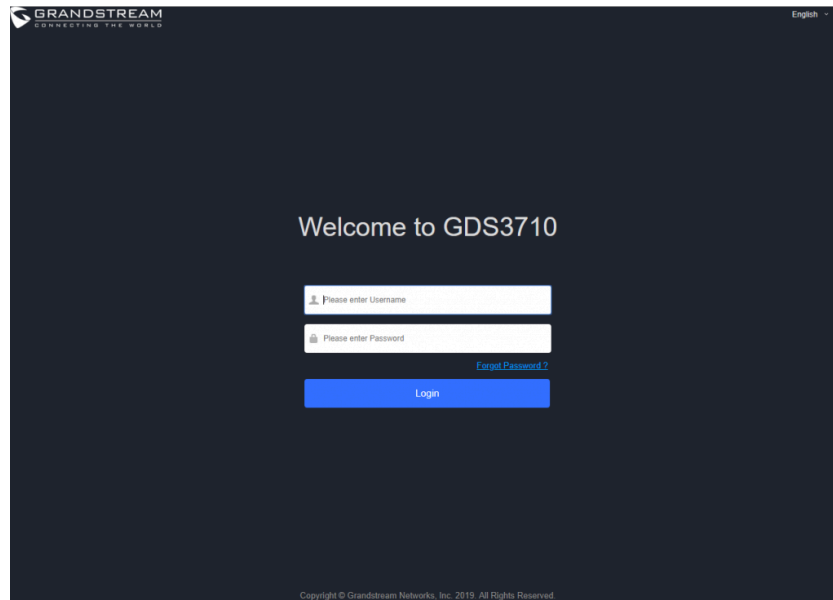 GRANDSTREAM
CONNECTING THE WORLD
English
Welcome to GDS3710
Please enter Username
Please enter Password
Forgot Password ?
Login
Copyright © Grandstream Networks, Inc. 2019. All Rights Reserved.